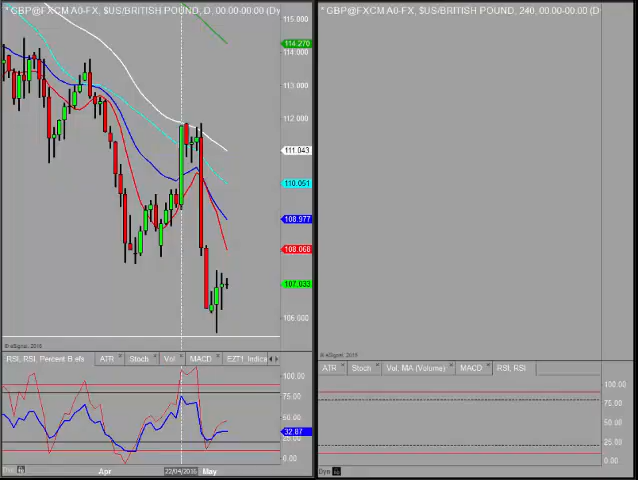 * GBP@FXCM A0-FX, $US/BRITISH POUND, D, 00:00-00:00 (Dy
115.000
114.270
114.000
113.000
112.000
111.043
110.051
108.977
108.068
107.033
106.000
© eSignal, 2016
RSI, RSI, Percent B efs
ATR
Stoch
Vol
MACD
EZT1 Indica
100.00
75.00
50.00
32.87
25.00
0.00
Apr
22/04/2016
May
* GBP@FXCM A0-FX, $US/BRITISH POUND, 240, 00:00-00:00 (D
© eSignal, 2016
ATR
Stoch
Vol, MA (Volume)
MACD
RSI, RSI
100.00
75.00
50.00
25.00
0.00
Dyn